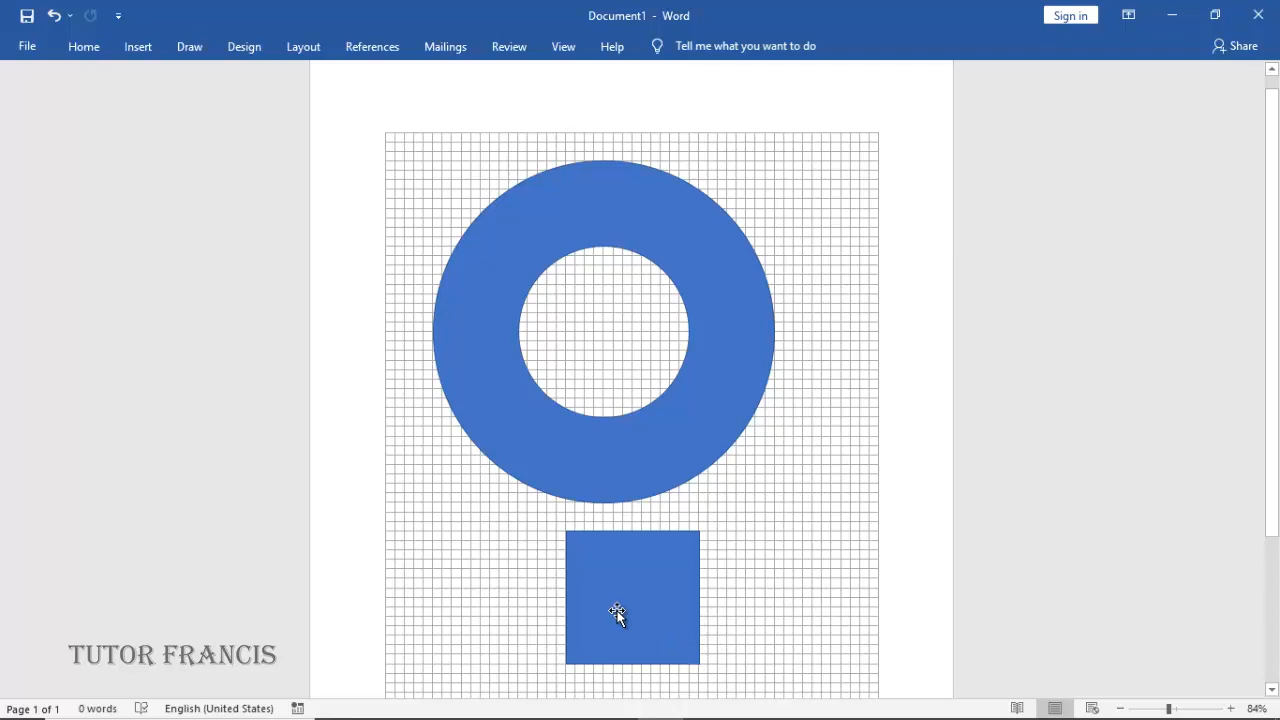 Document1 - Word
Sign in
File Home Insert Draw Design Layout References Mailings Review View Help Tell me what you want to do Share
TUTOR FRANCIS
Page 1 of 1 0 words English (United States) 84%